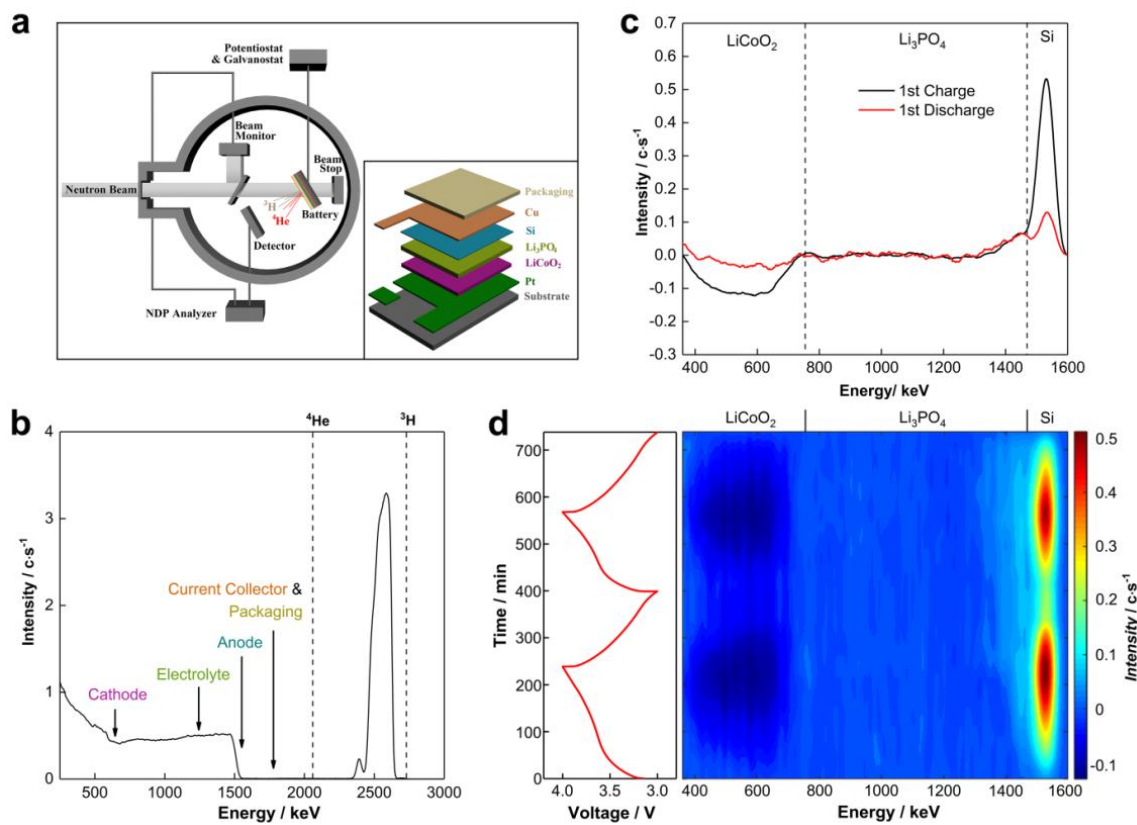 a
Potentiostat
& Galvanostat
Beam
Monitor
Beam
Stop
Neutron Beam
³H
⁴He
Battery
Detector
NDP Analyzer
Packaging
Cu
Si
Li₃PO₄
LiCoO₂
Pt
Substrate
b
⁴He
³H
4
3
2
1
0
Intensity / c·s⁻¹
Current Collector &
Packaging
Anode
Electrolyte
Cathode
500 1000 1500 2000 2500 3000
Energy / keV
c
LiCoO₂ Li₃PO₄ Si
0.7
0.6
0.5
0.4
0.3
0.2
0.1
0.0
-0.1
-0.2
-0.3
Intensity / c·s⁻¹
1st Charge
1st Discharge
400 600 800 1000 1200 1400 1600
Energy/ keV
d
LiCoO₂ Li₃PO₄ Si
700
600
500
400
300
200
100
0
Time / min
4.0 3.5 3.0
Voltage / V
400 600 800 1000 1200 1400 1600
Energy / keV
0.5
0.4
0.3
0.2
0.1
0
-0.1
Intensity / c·s⁻¹